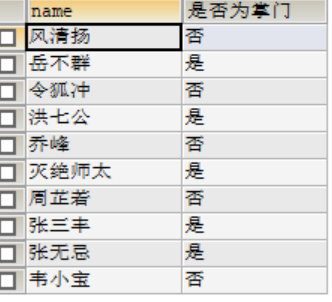 name 是否为掌门
风清扬 否
岳不群 是
令狐冲 否
洪七公 是
乔峰 否
灭绝师太 是
周芷若 否
张三丰 是
张无忌 是
韦小宝 否